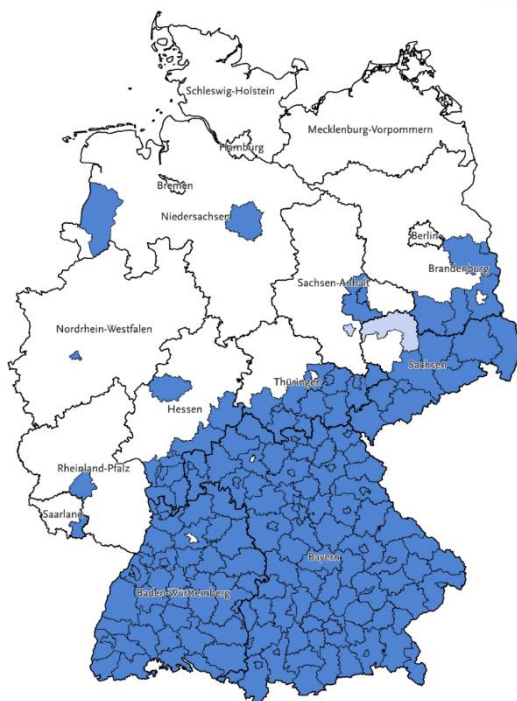 Schleswig-Holstein
Mecklenburg-Vorpommern
Hamburg
Bremen
Niedersachsen
Berlin
Brandenburg
Sachsen-Anhalt
Nordrhein-Westfalen
Sachsen
Thüringen
Hessen
Rheinland-Pfalz
Saarland
Bayern
Baden-Württemberg